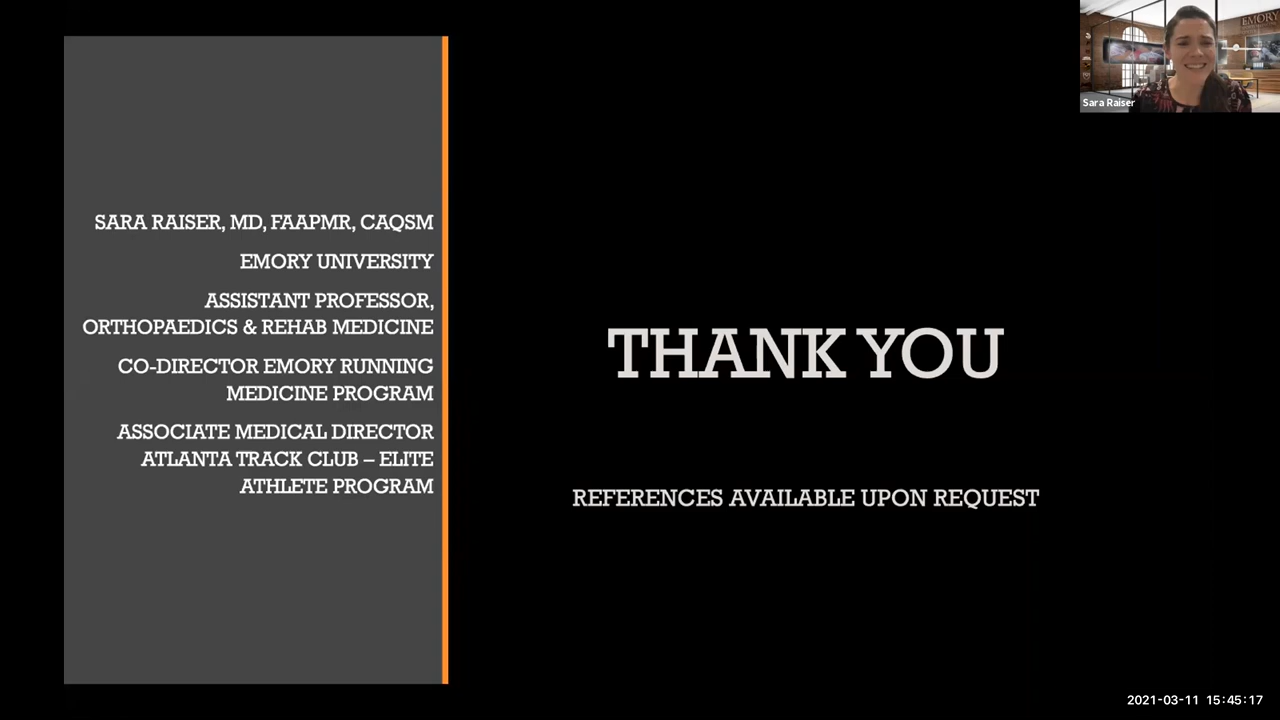 EMORY
Sara Raiser
SARA RAISER, MD, FAAPMR, CAQSM
EMORY UNIVERSITY
ASSISTANT PROFESSOR,
ORTHOPAEDICS & REHAB MEDICINE
CO-DIRECTOR EMORY RUNNING
MEDICINE PROGRAM
ASSOCIATE MEDICAL DIRECTOR
ATLANTA TRACK CLUB – ELITE
ATHLETE PROGRAM
THANK YOU
REFERENCES AVAILABLE UPON REQUEST
2021-03-11 15:45:17